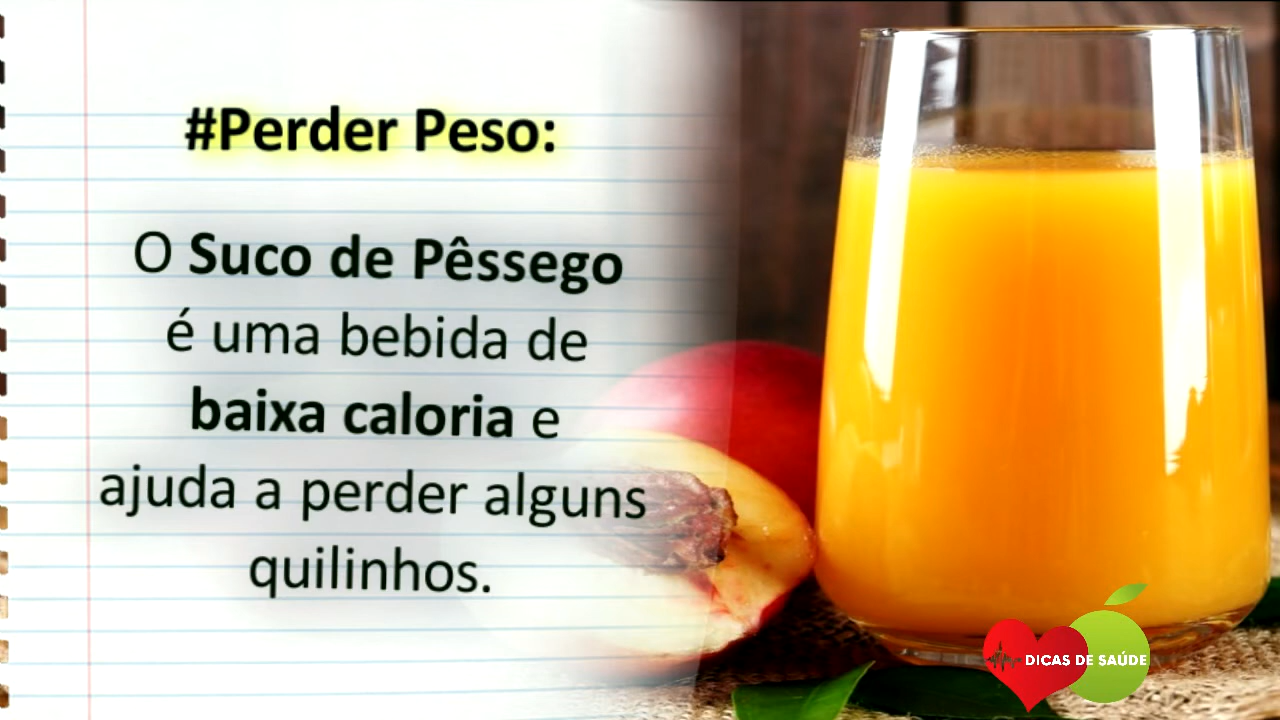 #Perder Peso:
O Suco de Pêssego
é uma bebida de
baixa caloria e
ajuda a perder alguns
quilinhos.
DICAS DE SAÚDE